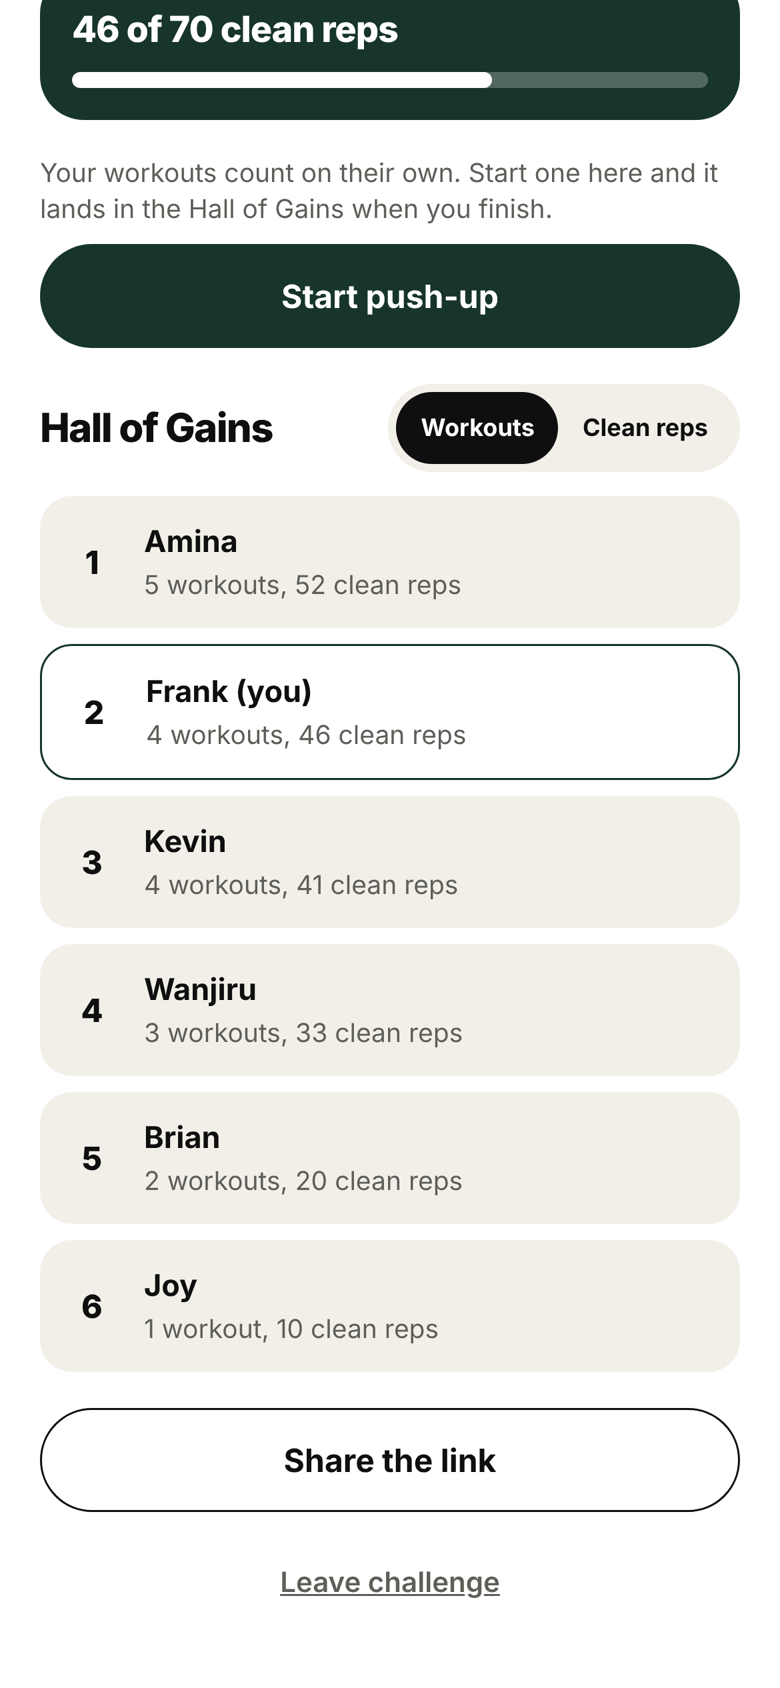 46 of 70 clean reps
Your workouts count on their own. Start one here and it
lands in the Hall of Gains when you finish.
Start push-up
Hall of Gains
Workouts
Clean reps
1
Amina
5 workouts, 52 clean reps
2
Frank (you)
4 workouts, 46 clean reps
3
Kevin
4 workouts, 41 clean reps
4
Wanjiru
3 workouts, 33 clean reps
5
Brian
2 workouts, 20 clean reps
6
Joy
1 workout, 10 clean reps
Share the link
Leave challenge